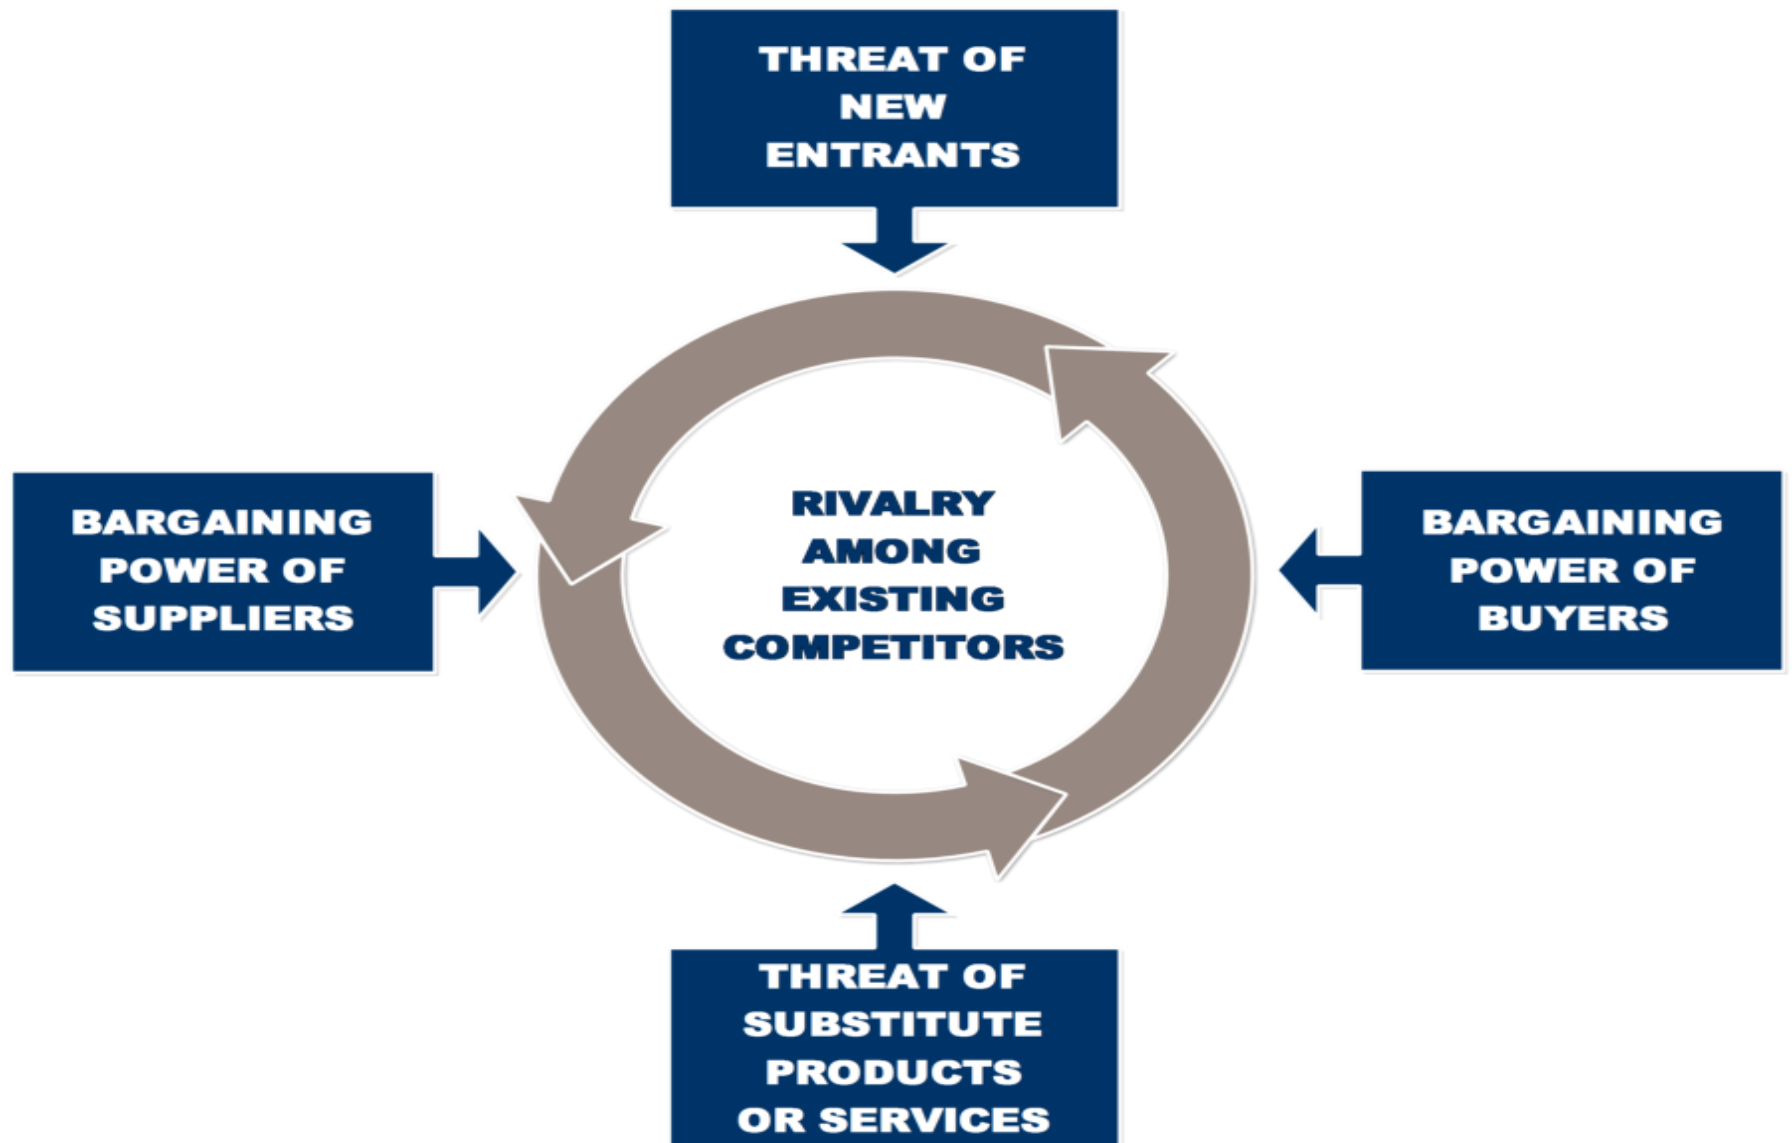 THREAT OF
NEW
ENTRANTS
BARGAINING
POWER OF
SUPPLIERS
RIVALRY
AMONG
EXISTING
COMPETITORS
BARGAINING
POWER OF
BUYERS
THREAT OF
SUBSTITUTE
PRODUCTS
OR SERVICES